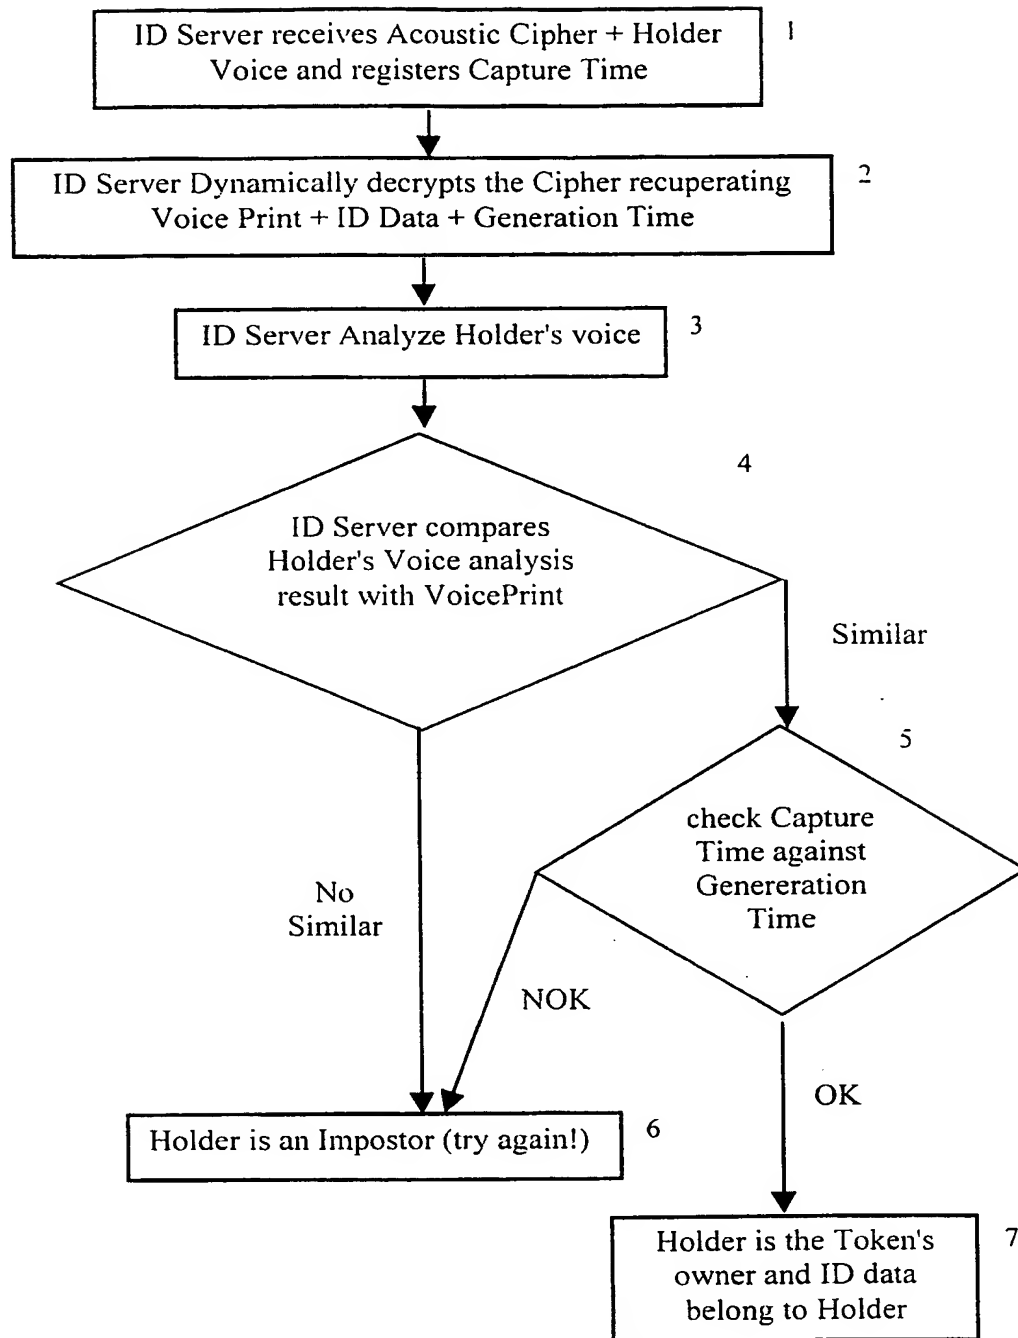 ID Server receives Acoustic Cipher + Holder
Voice and registers Capture Time
1
ID Server Dynamically decrypts the Cipher recuperating
Voice Print + ID Data + Generation Time
2
ID Server Analyze Holder's voice
3
4
ID Server compares
Holder's Voice analysis
result with VoicePrint
Similar
5
check Capture
Time against
Genereration
Time
No
Similar
NOK
OK
Holder is an Impostor (try again!)
6
Holder is the Token's
owner and ID data
belong to Holder
7